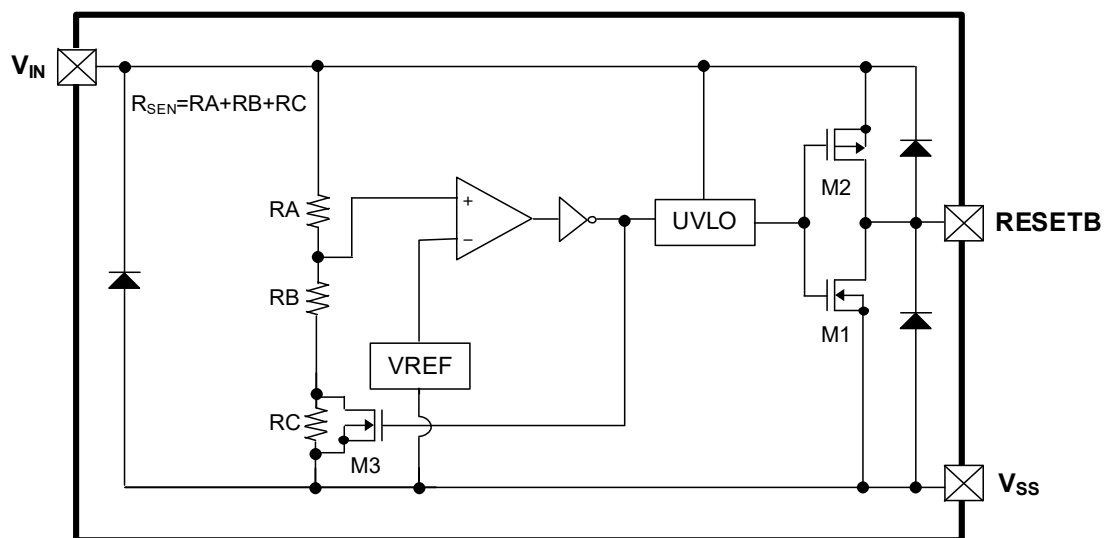 VIN
RSEN=RA+RB+RC
M2
RA
+
−
UVLO
RESETB
RB
M1
VREF
RC
M3
VSS